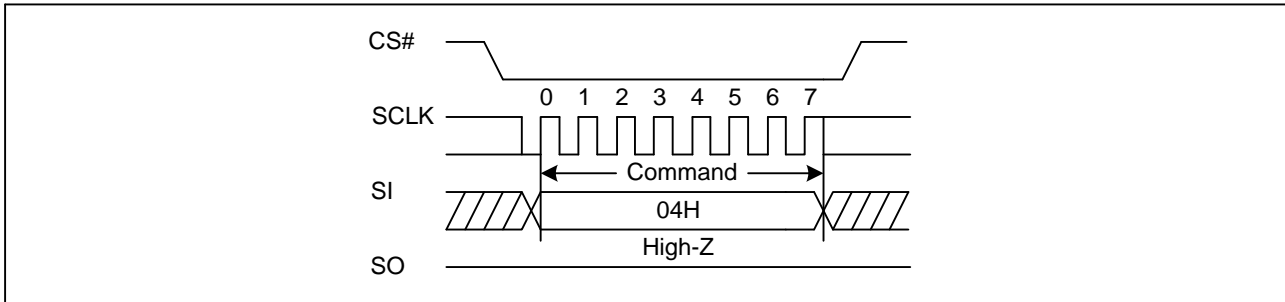 CS#
0 1 2 3 4 5 6 7
SCLK
Command
SI
04H
High-Z
SO